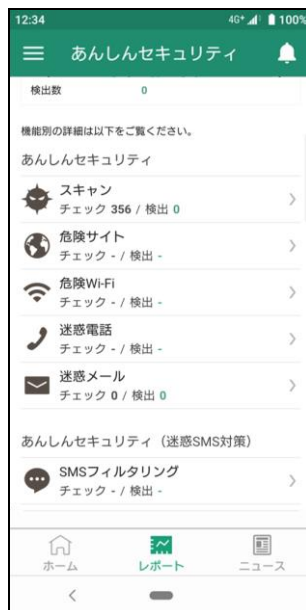 12:34 4G+ 100%
あんしんセキュリティ
検出数 0
機能別の詳細は以下をご覧ください。
あんしんセキュリティ
スキャン
チェック 356 / 検出 0
危険サイト
チェック - / 検出 -
危険Wi-Fi
チェック - / 検出 -
迷惑電話
チェック - / 検出 -
迷惑メール
チェック 0 / 検出 0
あんしんセキュリティ（迷惑SMS対策）
SMSフィルタリング
チェック - / 検出 -
ホーム レポート ニュース